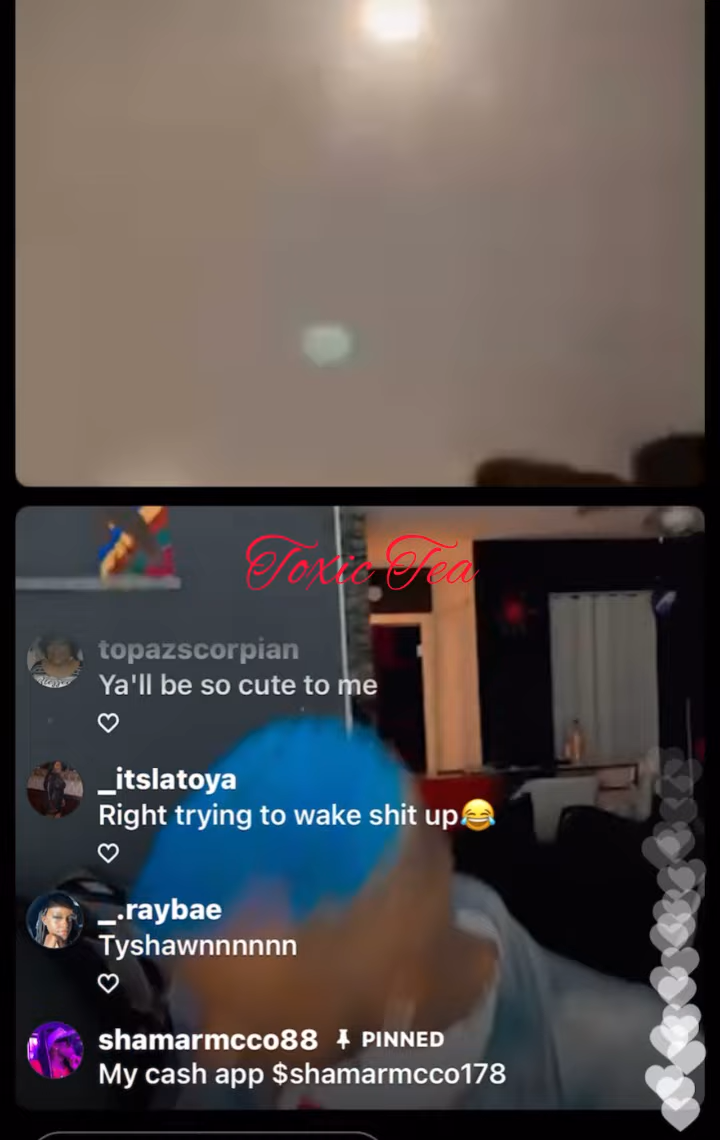 Toxic Tea
topazscorpian
Ya'll be so cute to me
_itslatoya
Right trying to wake shit up😂
_.raybae
Tyshawnnnnnn
shamarmcco88 PINNED
My cash app $shamarmcco178